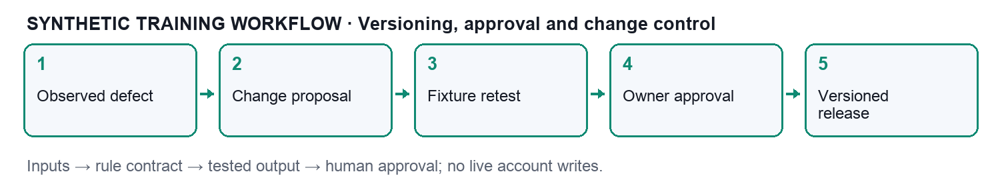 SYNTHETIC TRAINING WORKFLOW · Versioning, approval and change control
1
Observed defect
2
Change proposal
3
Fixture retest
4
Owner approval
5
Versioned
release
Inputs → rule contract → tested output → human approval; no live account writes.